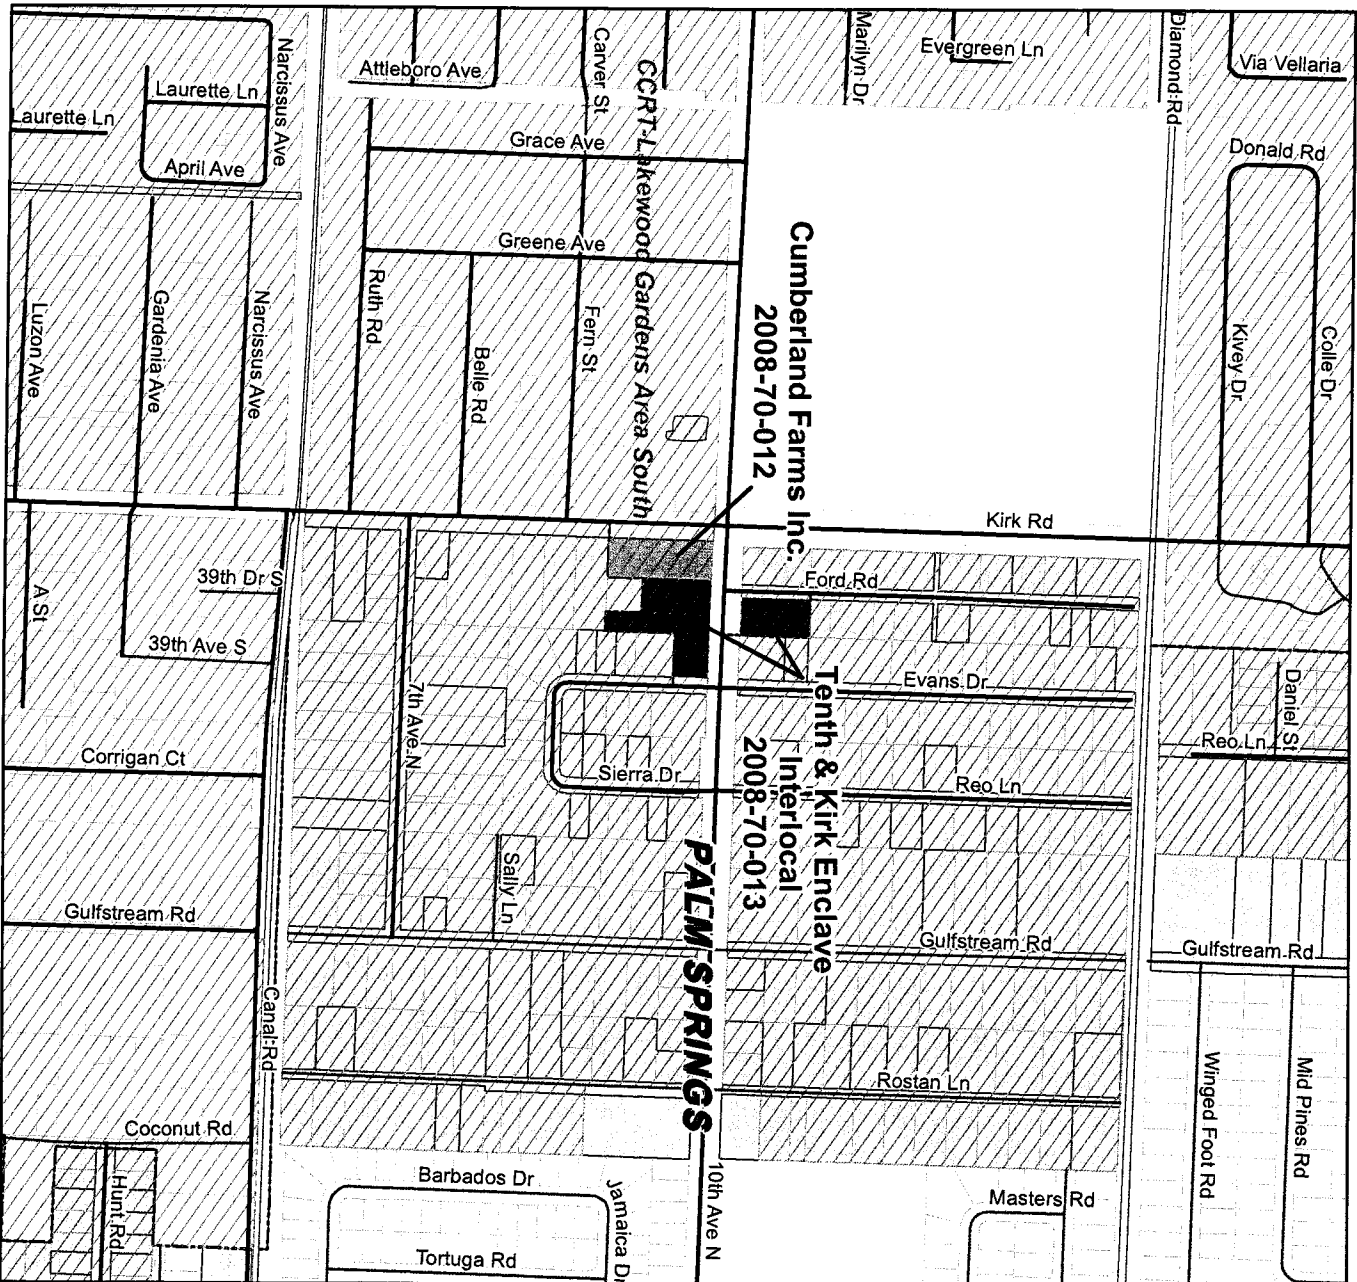 Narcissus Ave
Laurette Ln
Laurette Ln
April Ave
Attleboro Ave
Carver St
CCRT-Lakewood Gardens Area South
Marilyn Dr
Evergreen Ln
Diamond Rd
Via Vellaria
Grace Ave
Donald Rd
Greene Ave
Luzon Ave
Gardenia Ave
Narcissus Ave
Ruth Rd
Belle Rd
Fern St
Cumberland Farms Inc.
2008-70-012
Kivey Dr
Colle Dr
Kirk Rd
A St
39th Dr S
39th Ave S
Ford Rd
7th Ave N
Evans Dr
Daniel St
Reo Ln
Corrigan Ct
Sierra Dr
Tenth & Kirk Enclave
Interlocal
2008-70-013
Reo Ln
Sally Ln
PALM SPRINGS
Gulfstream Rd
Gulfstream Rd
Gulfstream Rd
Canal Rd
Rostan Ln
Winged Foot Rd
Mid Pines Rd
Coconut Rd
Hunt Rd
Barbados Dr
Jamaica Dr
10th Ave N
Masters Rd
Tortuga Rd